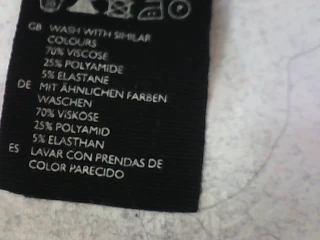 GB WASH WITH SIMILAR
COLOURS
70% VISCOSE
25% POLYAMIDE
5% ELASTANE
DE MIT ÄHNLICHEN FARBEN
WASCHEN
70% VISKOSE
25% POLYAMID
5% ELASTHAN
ES LAVAR CON PRENDAS DE
COLOR PARECIDO